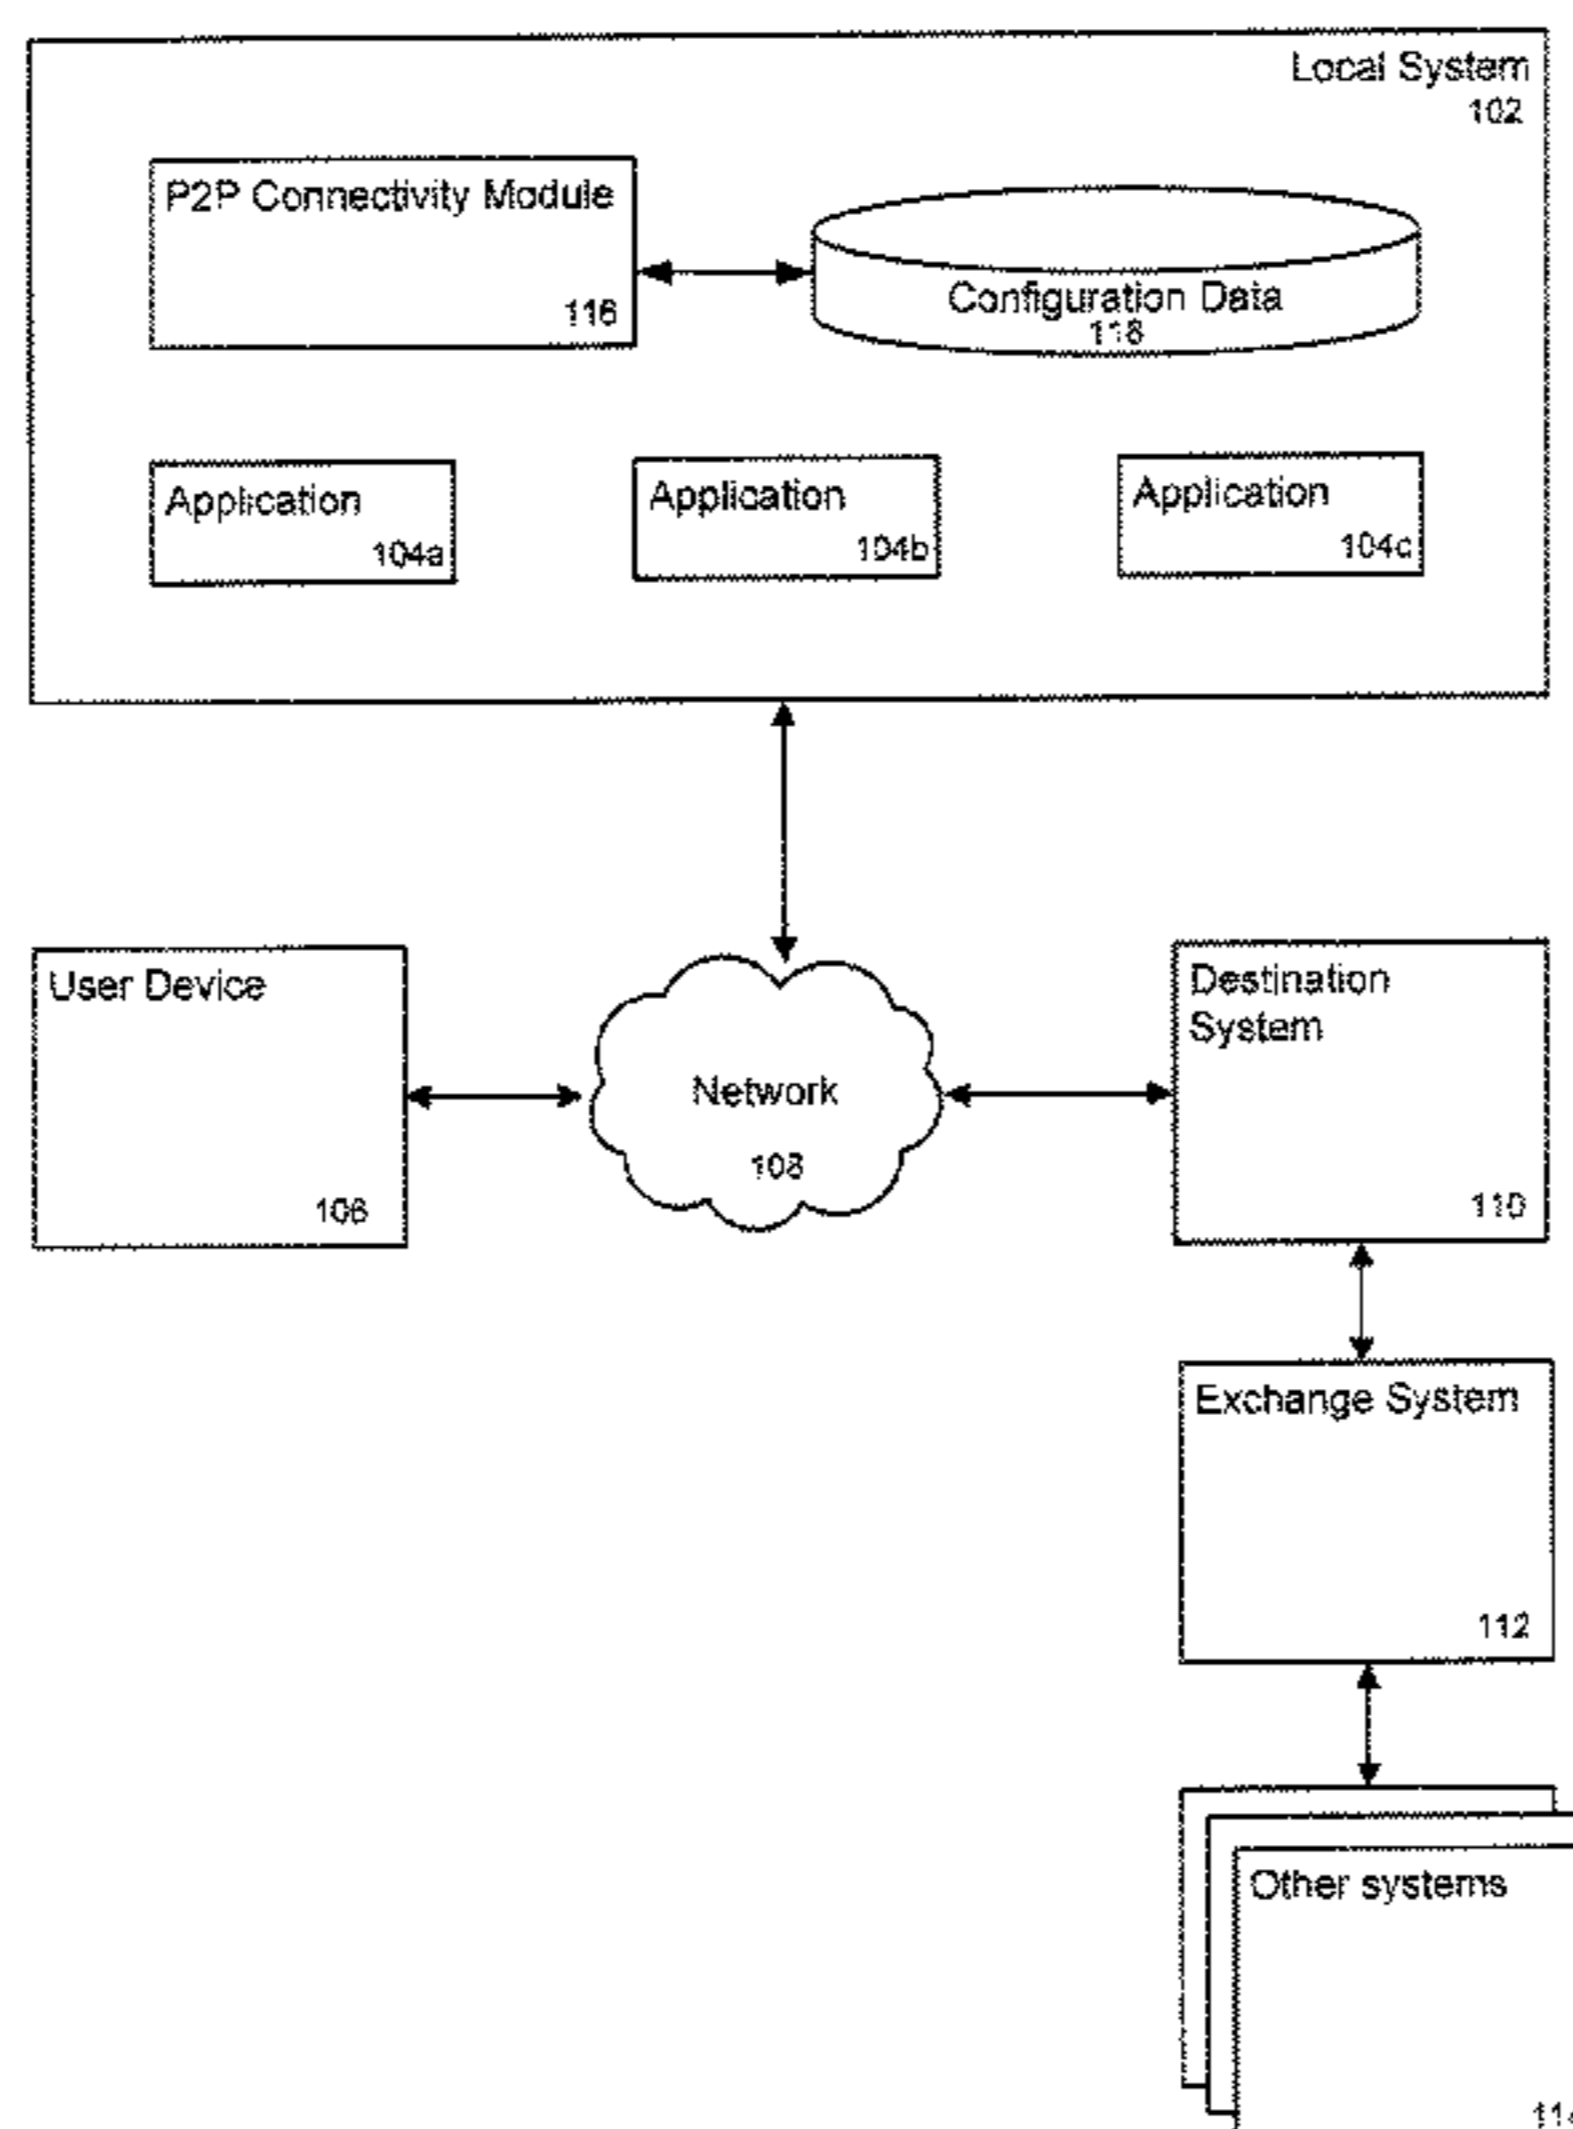 Local System
102
P2P Connectivity Module
116
Configuration Data
118
Application
104a
Application
104b
Application
104c
User Device
106
Network
108
Destination
System
110
Exchange System
112
Other systems